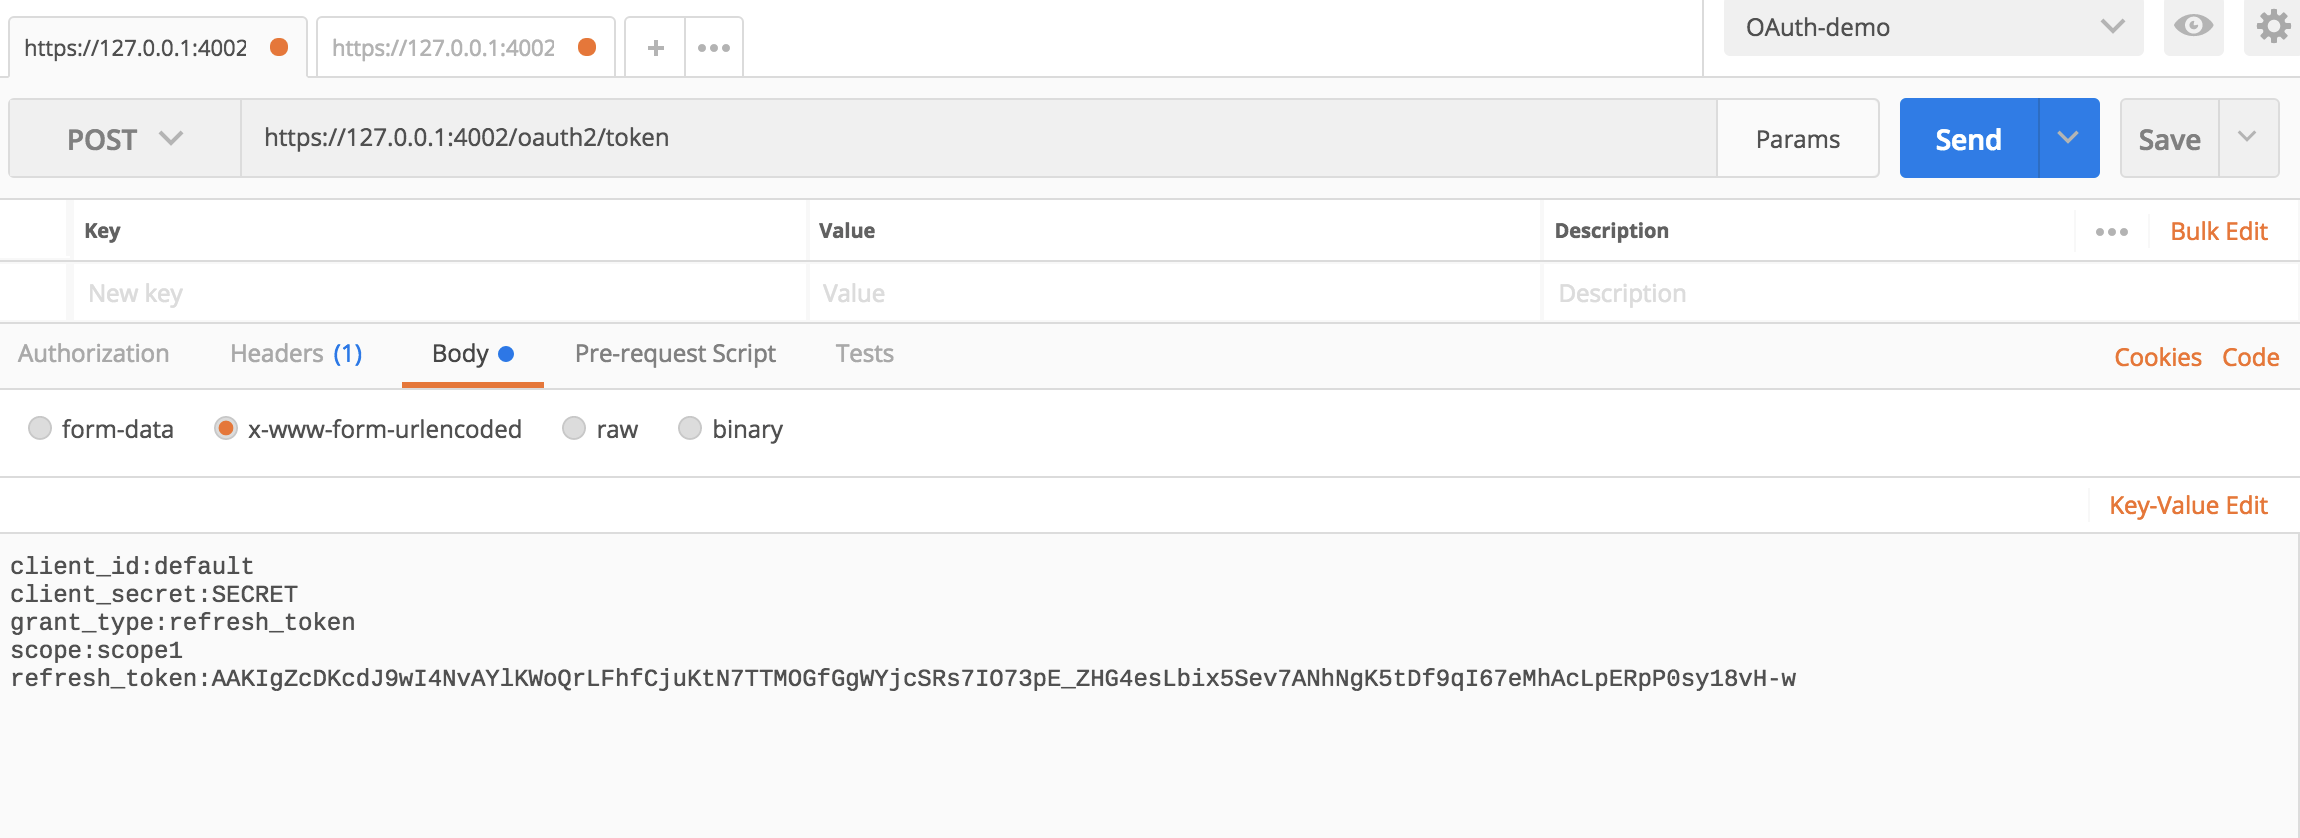 https://127.0.0.1:4002 https://127.0.0.1:4002 + OAuth-demo
POST https://127.0.0.1:4002/oauth2/token Params Send Save
Key Value Description Bulk Edit
New key Value Description
Authorization Headers (1) Body Pre-request Script Tests Cookies Code
form-data x-www-form-urlencoded raw binary
Key-Value Edit
client_id:default
client_secret:SECRET
grant_type:refresh_token
scope:scope1
refresh_token:AAKIgZcDKcdJ9wI4NvAYlKWoQrLFhfCjuKtN7TTMOGfGgWYjcSRs7IO73pE_ZHG4esLbix5Sev7ANhNgK5tDf9qI67eMhAcLpERpP0sy18vH-w